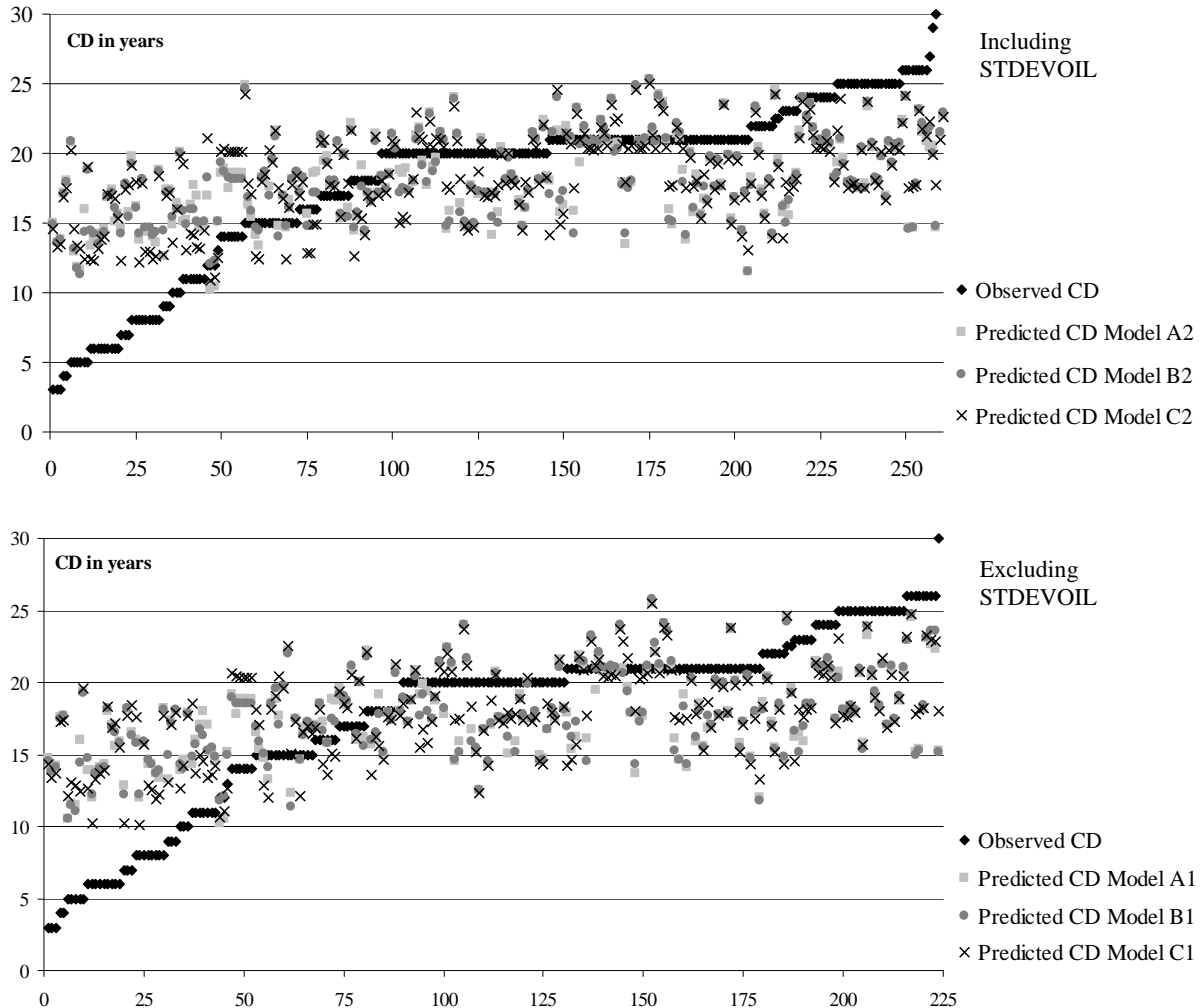 30
CD in years
Including
STDEVOIL
25
20
15
10
Observed CD
Predicted CD Model A2
5
Predicted CD Model B2
Predicted CD Model C2
0
0 25 50 75 100 125 150 175 200 225 250
30
CD in years
Excluding
STDEVOIL
25
20
15
10
Observed CD
Predicted CD Model A1
5
Predicted CD Model B1
Predicted CD Model C1
0
0 25 50 75 100 125 150 175 200 225